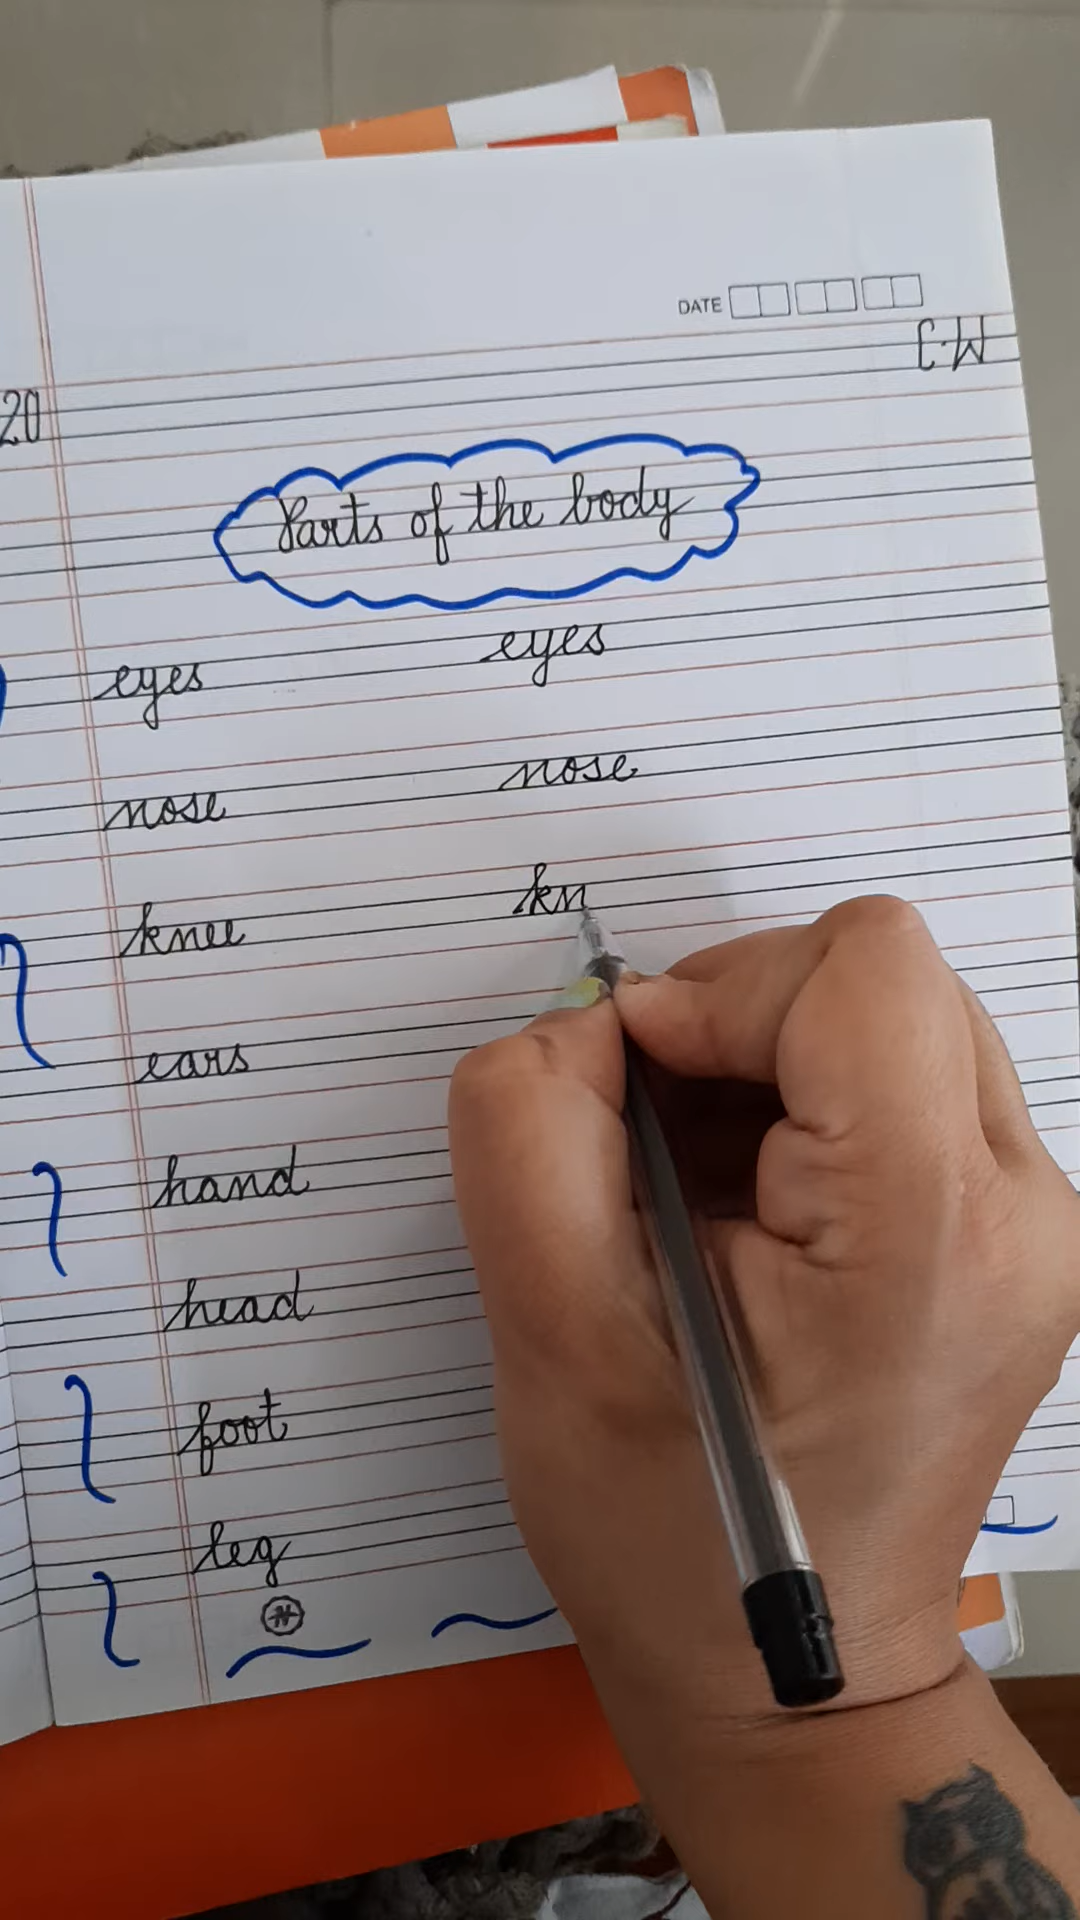 DATE
C.W
20
Parts of the body
eyes eyes
nose nose
knee kn
ears
hand
head
foot
leg
N